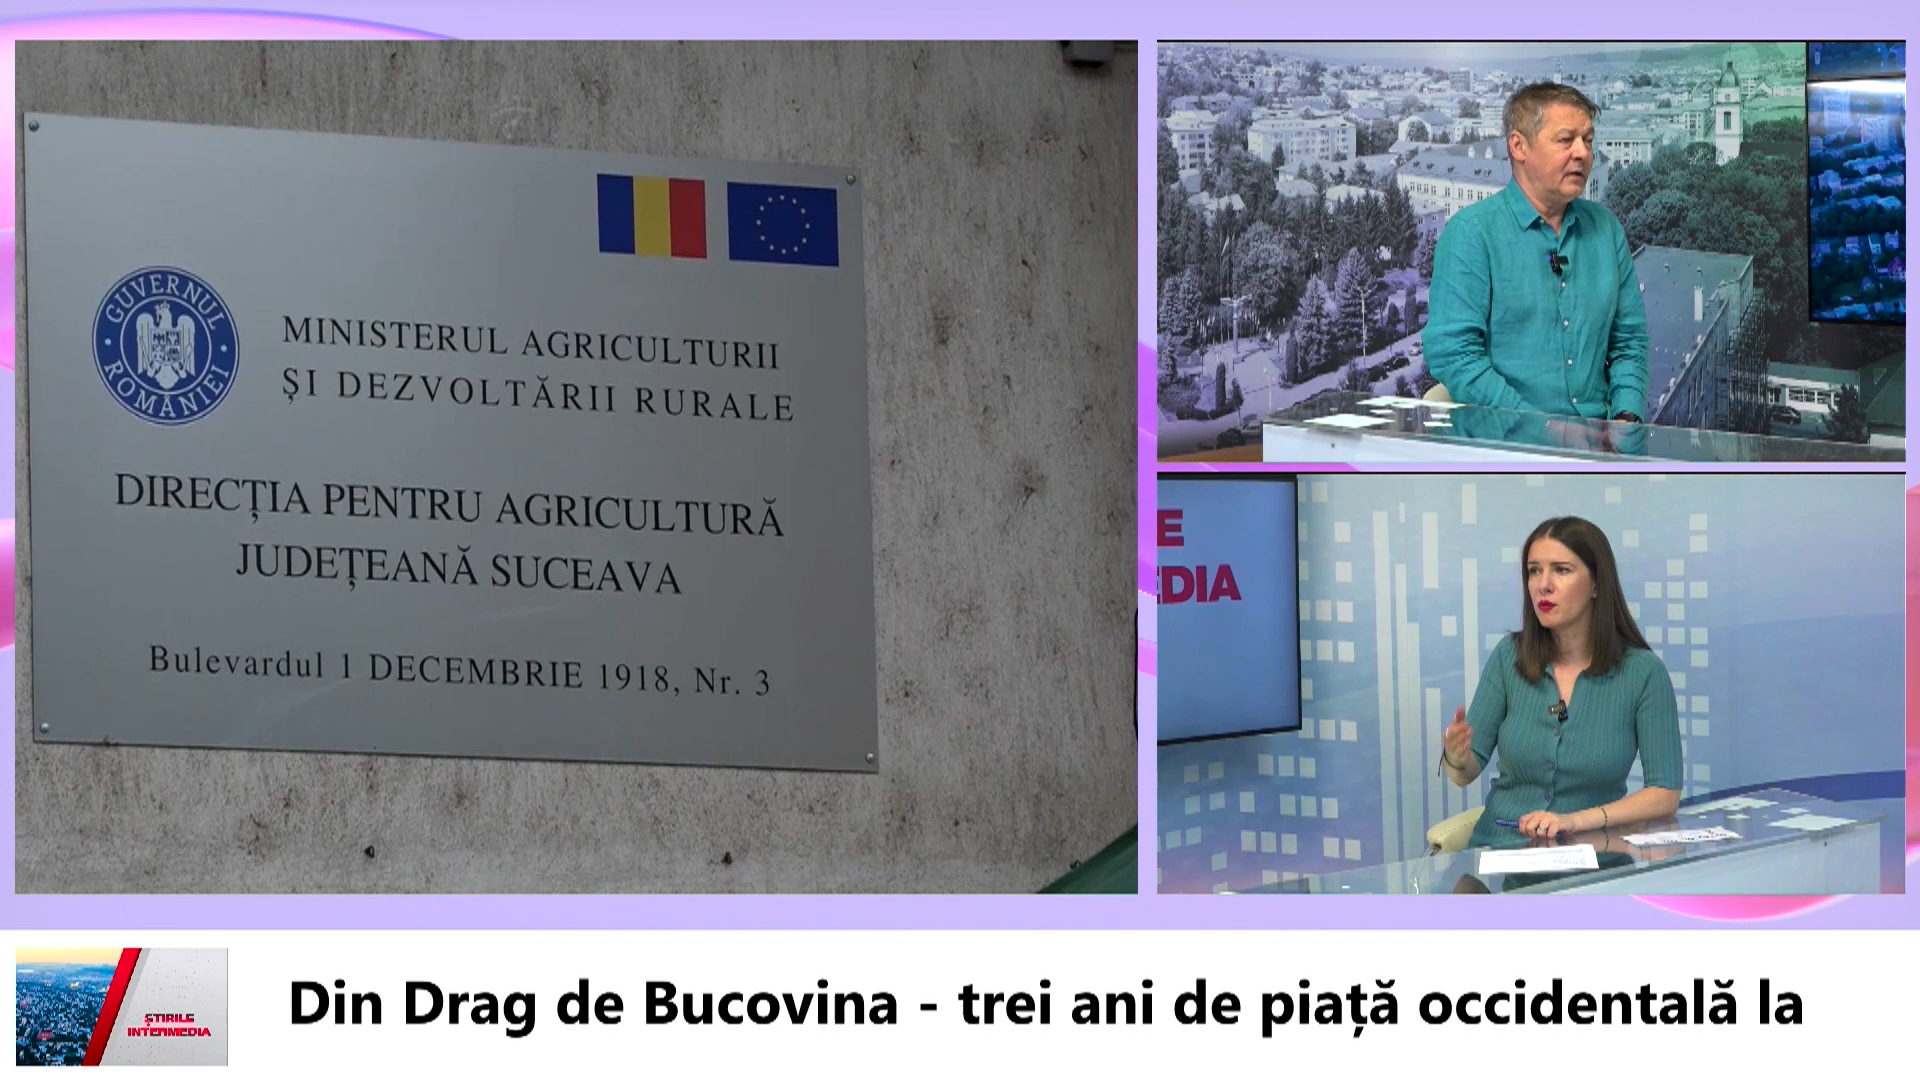 GUVERNUL ROMÂNIEI
MINISTERUL AGRICULTURII
ȘI DEZVOLTĂRII RURALE
DIRECȚIA PENTRU AGRICULTURĂ
JUDEȚEANĂ SUCEAVA
Bulevardul 1 DECEMBRIE 1918, Nr. 3
E
EDIA
ȘTIRILE
INTERMEDIA
Din Drag de Bucovina - trei ani de piață occidentală la